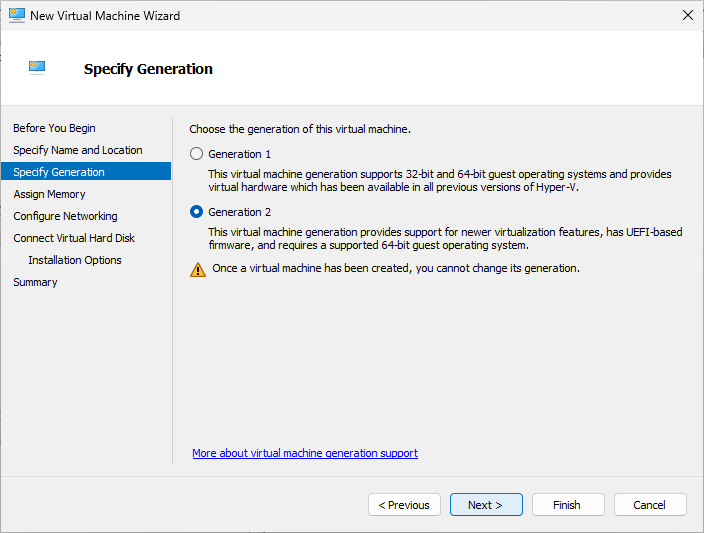 New Virtual Machine Wizard
Specify Generation
Before You Begin
Specify Name and Location
Specify Generation
Assign Memory
Configure Networking
Connect Virtual Hard Disk
Installation Options
Summary
Choose the generation of this virtual machine.
Generation 1
This virtual machine generation supports 32-bit and 64-bit guest operating systems and provides
virtual hardware which has been available in all previous versions of Hyper-V.
Generation 2
This virtual machine generation provides support for newer virtualization features, has UEFI-based
firmware, and requires a supported 64-bit guest operating system.
Once a virtual machine has been created, you cannot change its generation.
More about virtual machine generation support
< Previous
Next >
Finish
Cancel